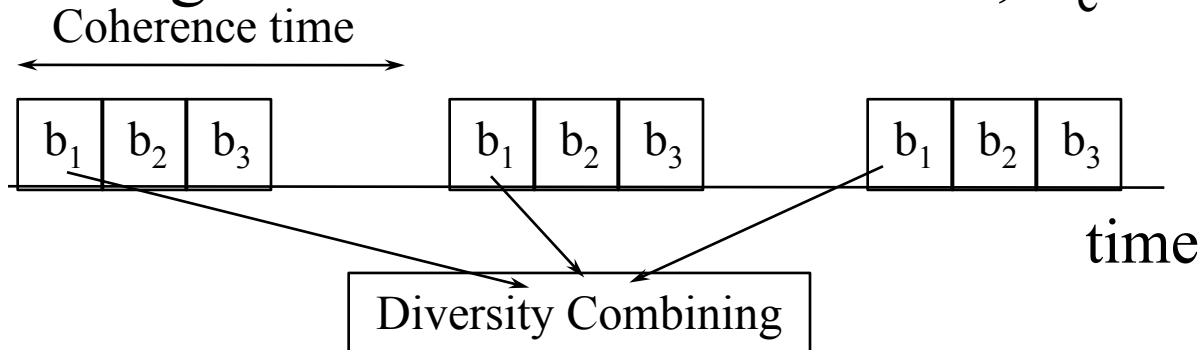 Coherence time
b₁ b₂ b₃ b₁ b₂ b₃ b₁ b₂ b₃
time
Diversity Combining